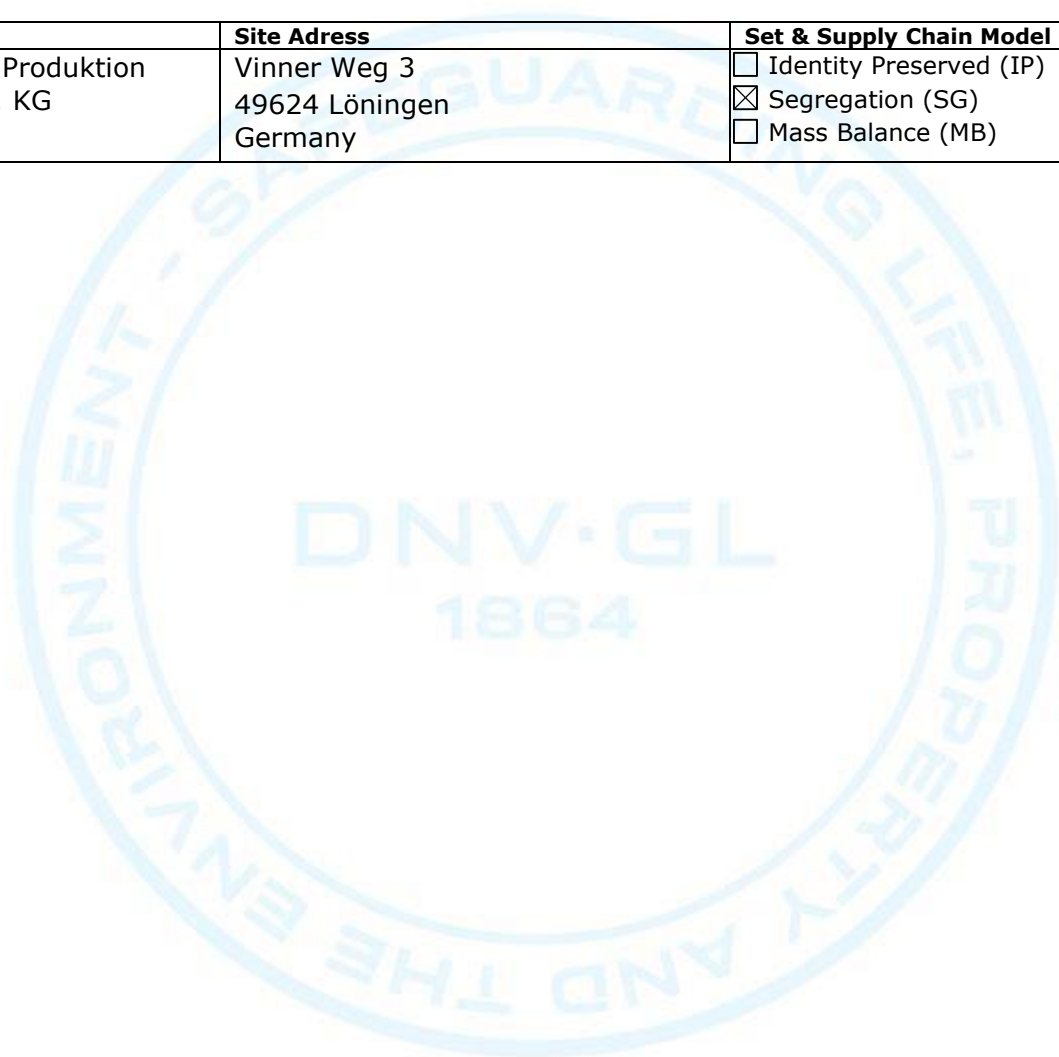 Site Adress
Set & Supply Chain Model
Produktion
KG
Vinner Weg 3
49624 Löningen
Germany
☐ Identity Preserved (IP)
☒ Segregation (SG)
☐ Mass Balance (MB)
SAFEGUARDING LIFE, PROPERTY AND THE ENVIRONMENT -
DNV·GL
1864